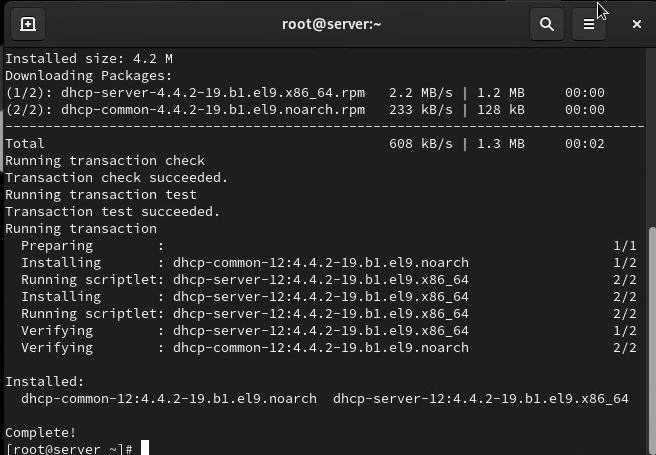 root@server:~
Installed size: 4.2 M
Downloading Packages:
(1/2): dhcp-server-4.4.2-19.b1.el9.x86_64.rpm   2.2 MB/s | 1.2 MB     00:00
(2/2): dhcp-common-4.4.2-19.b1.el9.noarch.rpm   233 kB/s | 128 kB     00:00
--------------------------------------------------------------------------------
Total                                           608 kB/s | 1.3 MB     00:02
Running transaction check
Transaction check succeeded.
Running transaction test
Transaction test succeeded.
Running transaction
  Preparing        :                                                        1/1
  Installing       : dhcp-common-12:4.4.2-19.b1.el9.noarch                  1/2
  Running scriptlet: dhcp-server-12:4.4.2-19.b1.el9.x86_64                  2/2
  Installing       : dhcp-server-12:4.4.2-19.b1.el9.x86_64                  2/2
  Running scriptlet: dhcp-server-12:4.4.2-19.b1.el9.x86_64                  2/2
  Verifying        : dhcp-server-12:4.4.2-19.b1.el9.x86_64                  1/2
  Verifying        : dhcp-common-12:4.4.2-19.b1.el9.noarch                  2/2
Installed:
  dhcp-common-12:4.4.2-19.b1.el9.noarch  dhcp-server-12:4.4.2-19.b1.el9.x86_64
Complete!
[root@server ~]#